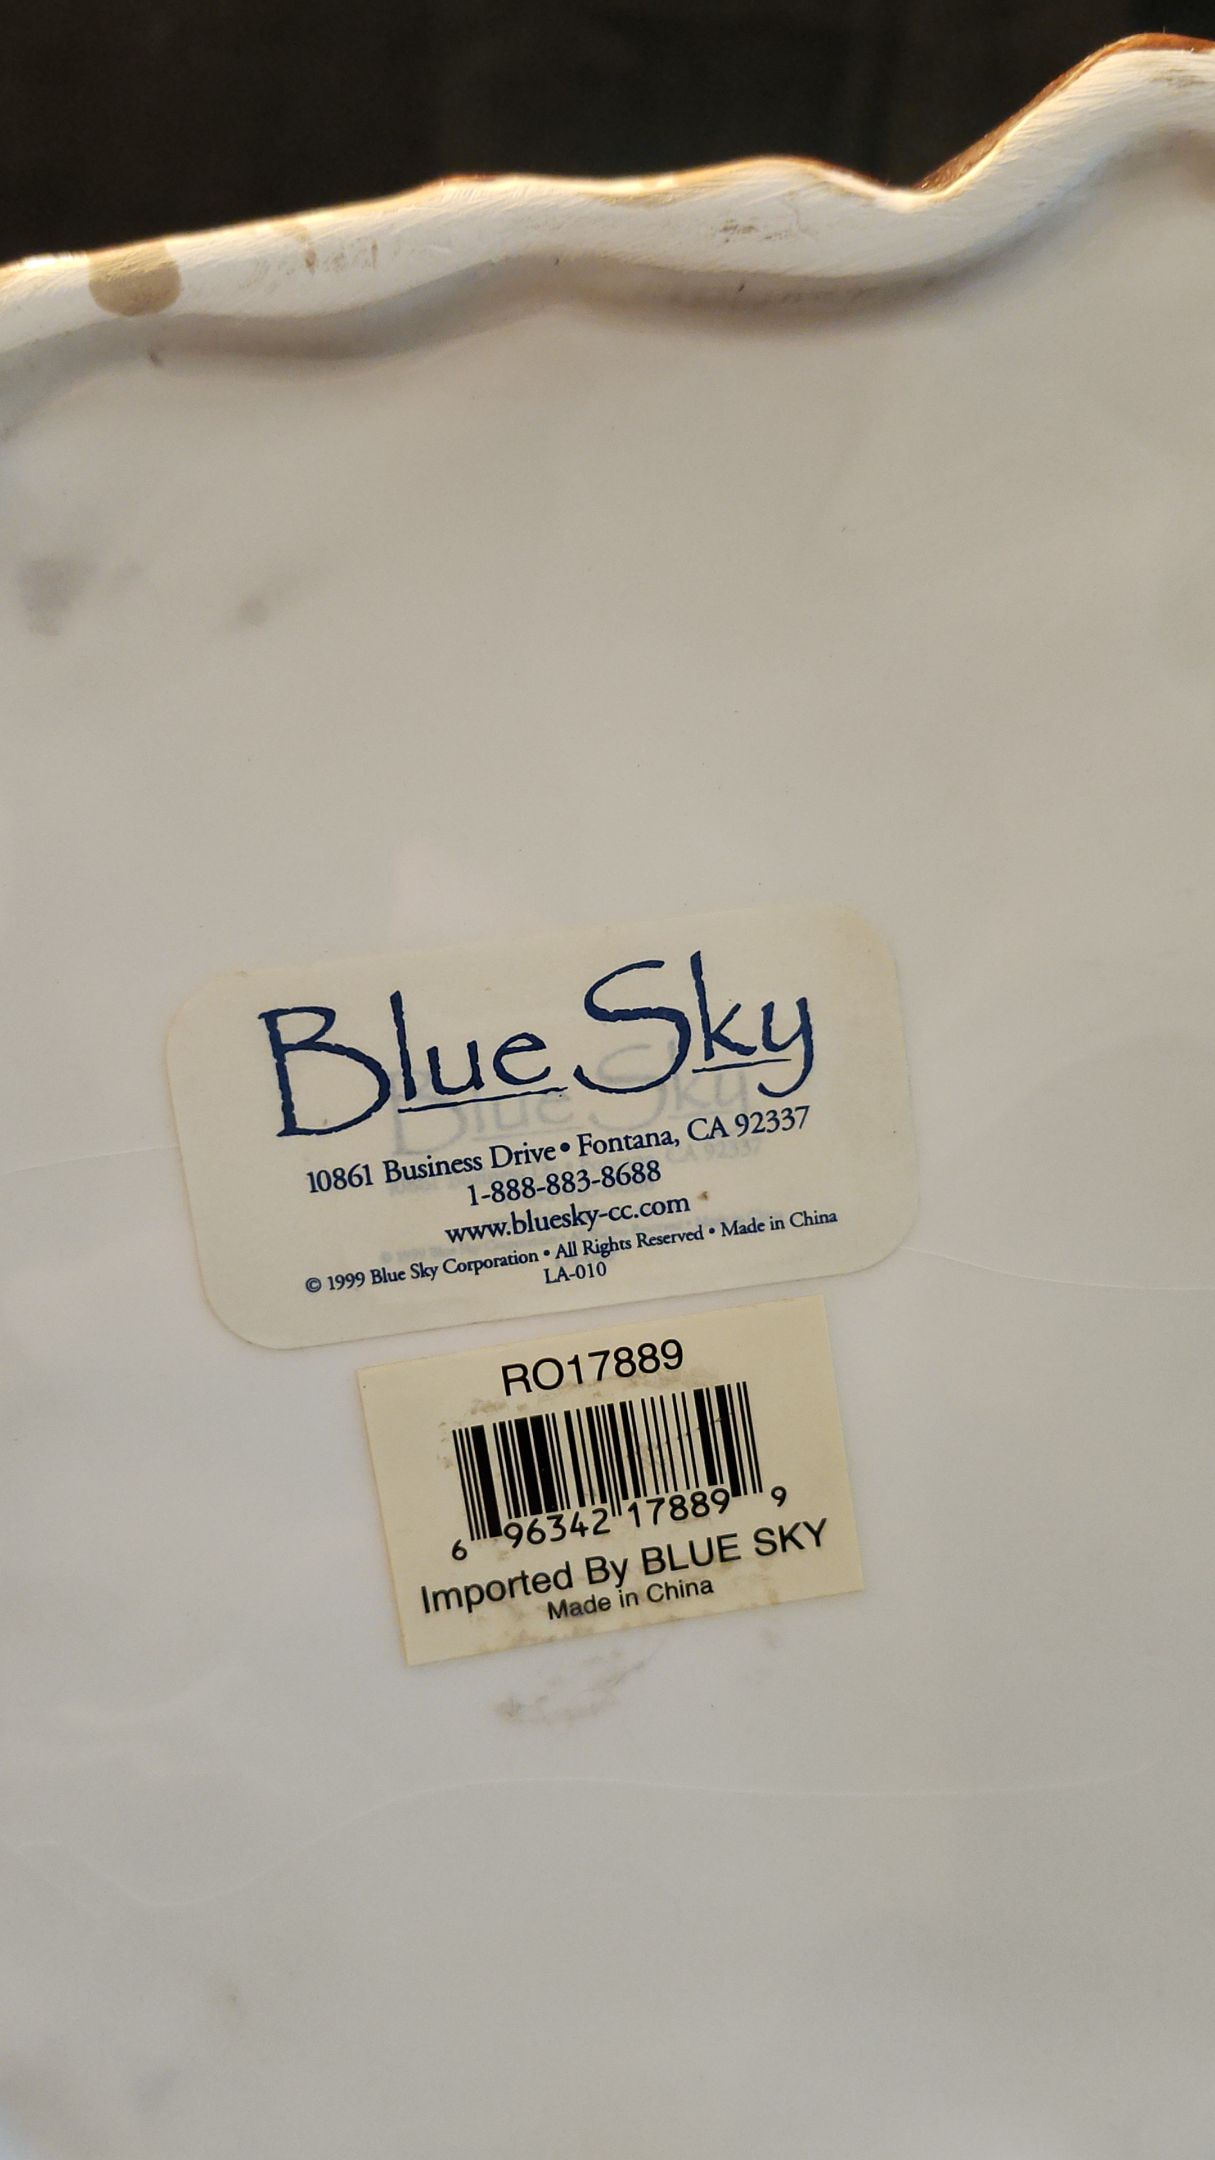 Blue Sky
10861 Business Drive • Fontana, CA 92337
1-888-883-8688
www.bluesky-cc.com
© 1999 Blue Sky Corporation • All Rights Reserved • Made in China
LA-010
RO17889
6 96342 17889 9
Imported By BLUE SKY
Made in China